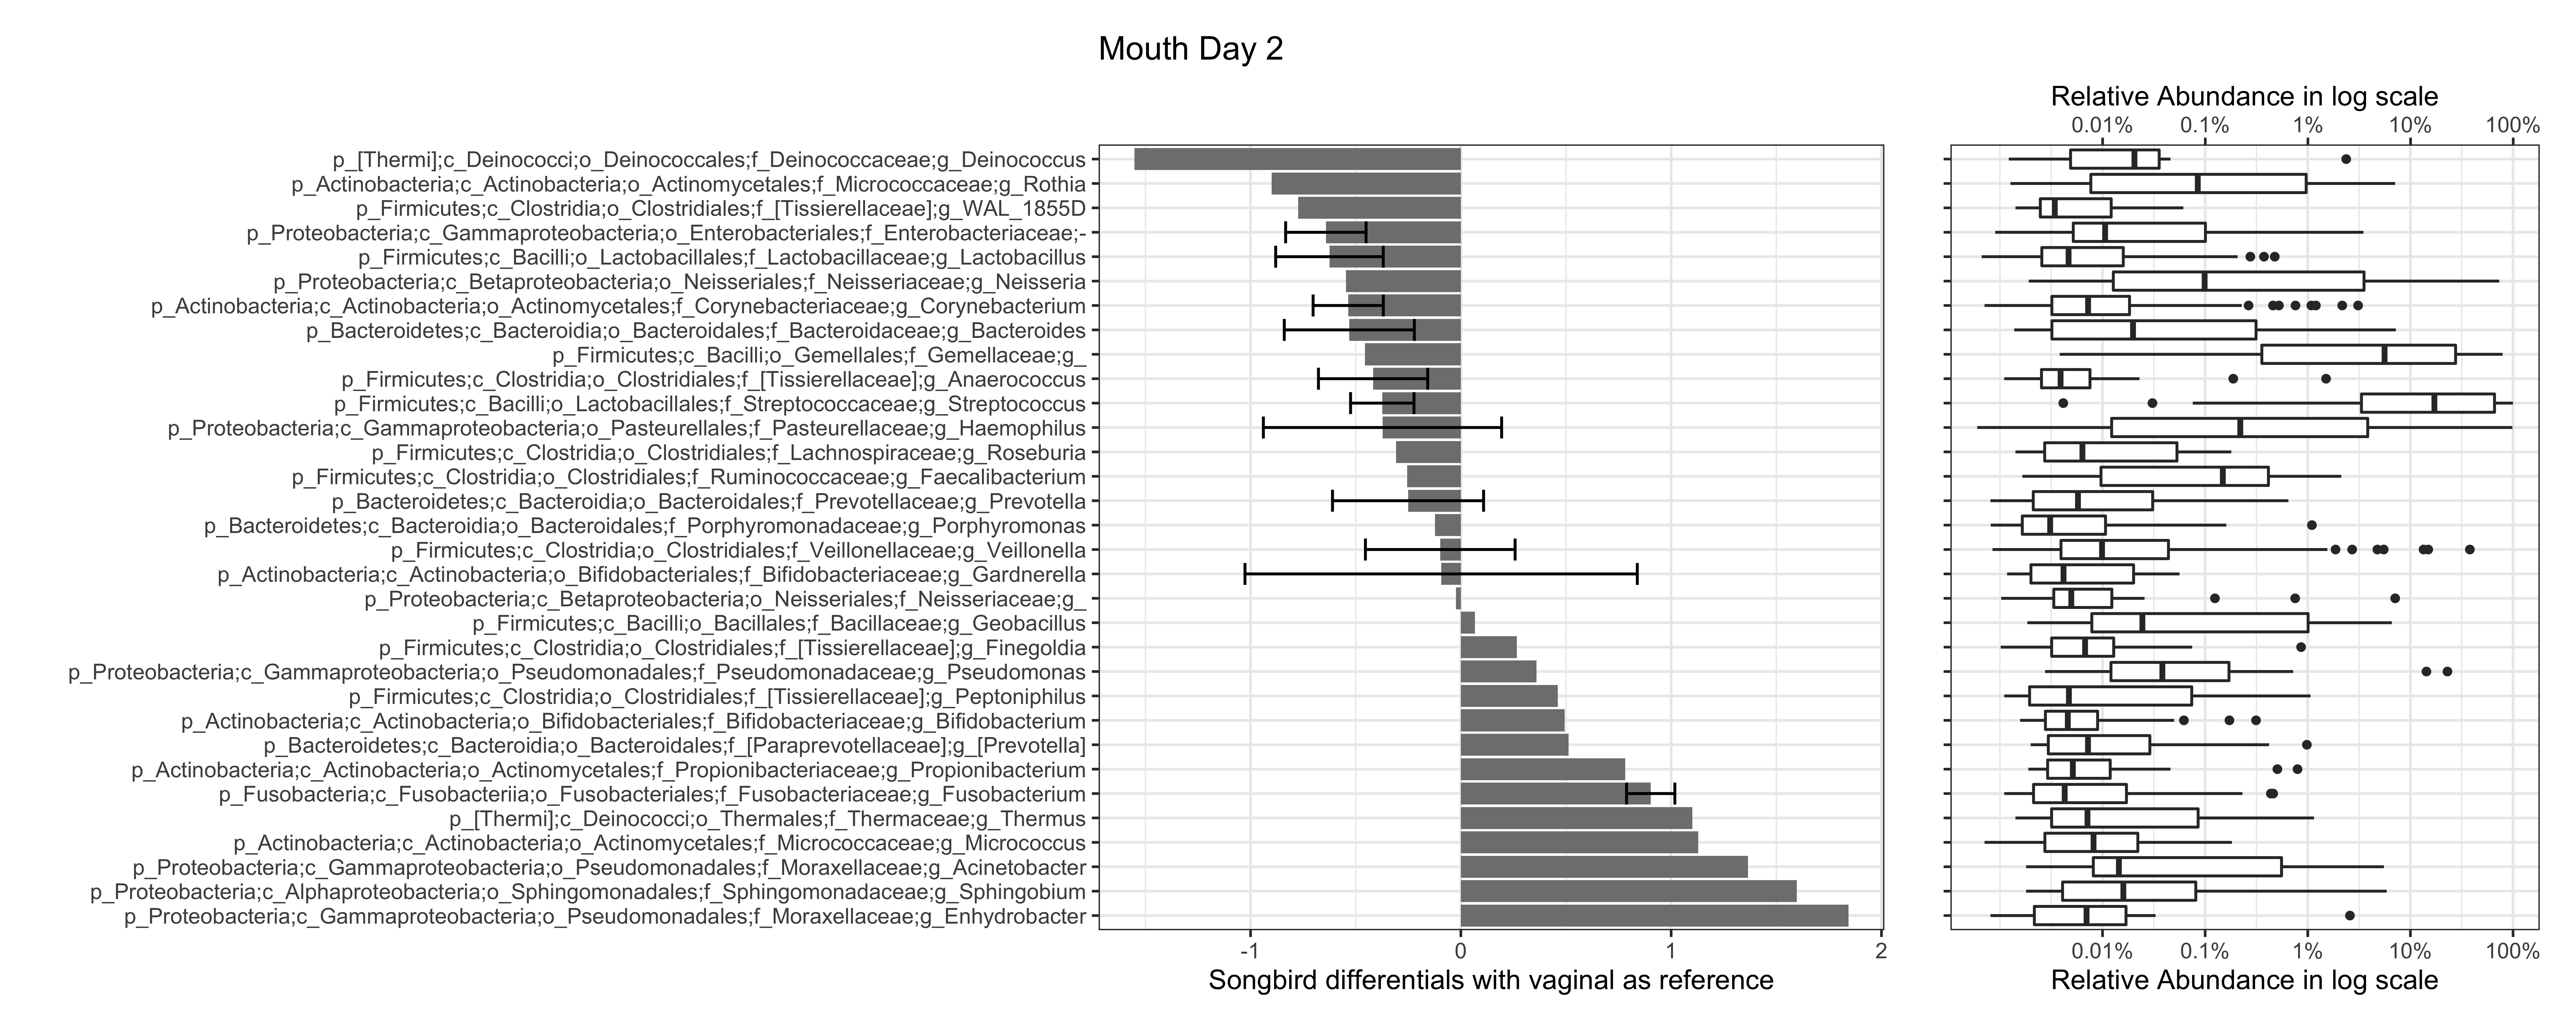 Mouth Day 2
Relative Abundance in log scale
0.01% 0.1% 1% 10% 100%
p_[Thermi];c_Deinococci;o_Deinococcales;f_Deinococcaceae;g_Deinococcus
p_Actinobacteria;c_Actinobacteria;o_Actinomycetales;f_Micrococcaceae;g_Rothia
p_Firmicutes;c_Clostridia;o_Clostridiales;f_[Tissierellaceae];g_WAL_1855D
p_Proteobacteria;c_Gammaproteobacteria;o_Enterobacteriales;f_Enterobacteriaceae;-
p_Firmicutes;c_Bacilli;o_Lactobacillales;f_Lactobacillaceae;g_Lactobacillus
p_Proteobacteria;c_Betaproteobacteria;o_Neisseriales;f_Neisseriaceae;g_Neisseria
p_Actinobacteria;c_Actinobacteria;o_Actinomycetales;f_Corynebacteriaceae;g_Corynebacterium
p_Bacteroidetes;c_Bacteroidia;o_Bacteroidales;f_Bacteroidaceae;g_Bacteroides
p_Firmicutes;c_Bacilli;o_Gemellales;f_Gemellaceae;g_
p_Firmicutes;c_Clostridia;o_Clostridiales;f_[Tissierellaceae];g_Anaerococcus
p_Firmicutes;c_Bacilli;o_Lactobacillales;f_Streptococcaceae;g_Streptococcus
p_Proteobacteria;c_Gammaproteobacteria;o_Pasteurellales;f_Pasteurellaceae;g_Haemophilus
p_Firmicutes;c_Clostridia;o_Clostridiales;f_Lachnospiraceae;g_Roseburia
p_Firmicutes;c_Clostridia;o_Clostridiales;f_Ruminococcaceae;g_Faecalibacterium
p_Bacteroidetes;c_Bacteroidia;o_Bacteroidales;f_Prevotellaceae;g_Prevotella
p_Bacteroidetes;c_Bacteroidia;o_Bacteroidales;f_Porphyromonadaceae;g_Porphyromonas
p_Firmicutes;c_Clostridia;o_Clostridiales;f_Veillonellaceae;g_Veillonella
p_Actinobacteria;c_Actinobacteria;o_Bifidobacteriales;f_Bifidobacteriaceae;g_Gardnerella
p_Proteobacteria;c_Betaproteobacteria;o_Neisseriales;f_Neisseriaceae;g_
p_Firmicutes;c_Bacilli;o_Bacillales;f_Bacillaceae;g_Geobacillus
p_Firmicutes;c_Clostridia;o_Clostridiales;f_[Tissierellaceae];g_Finegoldia
p_Proteobacteria;c_Gammaproteobacteria;o_Pseudomonadales;f_Pseudomonadaceae;g_Pseudomonas
p_Firmicutes;c_Clostridia;o_Clostridiales;f_[Tissierellaceae];g_Peptoniphilus
p_Actinobacteria;c_Actinobacteria;o_Bifidobacteriales;f_Bifidobacteriaceae;g_Bifidobacterium
p_Bacteroidetes;c_Bacteroidia;o_Bacteroidales;f_[Paraprevotellaceae];g_[Prevotella]
p_Actinobacteria;c_Actinobacteria;o_Actinomycetales;f_Propionibacteriaceae;g_Propionibacterium
p_Fusobacteria;c_Fusobacteriia;o_Fusobacteriales;f_Fusobacteriaceae;g_Fusobacterium
p_[Thermi];c_Deinococci;o_Thermales;f_Thermaceae;g_Thermus
p_Actinobacteria;c_Actinobacteria;o_Actinomycetales;f_Micrococcaceae;g_Micrococcus
p_Proteobacteria;c_Gammaproteobacteria;o_Pseudomonadales;f_Moraxellaceae;g_Acinetobacter
p_Proteobacteria;c_Alphaproteobacteria;o_Sphingomonadales;f_Sphingomonadaceae;g_Sphingobium
p_Proteobacteria;c_Gammaproteobacteria;o_Pseudomonadales;f_Moraxellaceae;g_Enhydrobacter
-1 0 1 2
Songbird differentials with vaginal as reference
0.01% 0.1% 1% 10% 100%
Relative Abundance in log scale